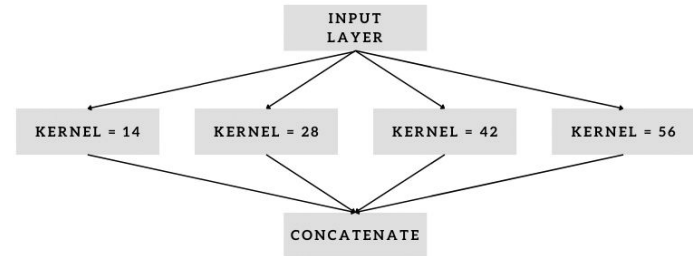 INPUT
LAYER
KERNEL = 14
KERNEL = 28
KERNEL = 42
KERNEL = 56
CONCATENATE